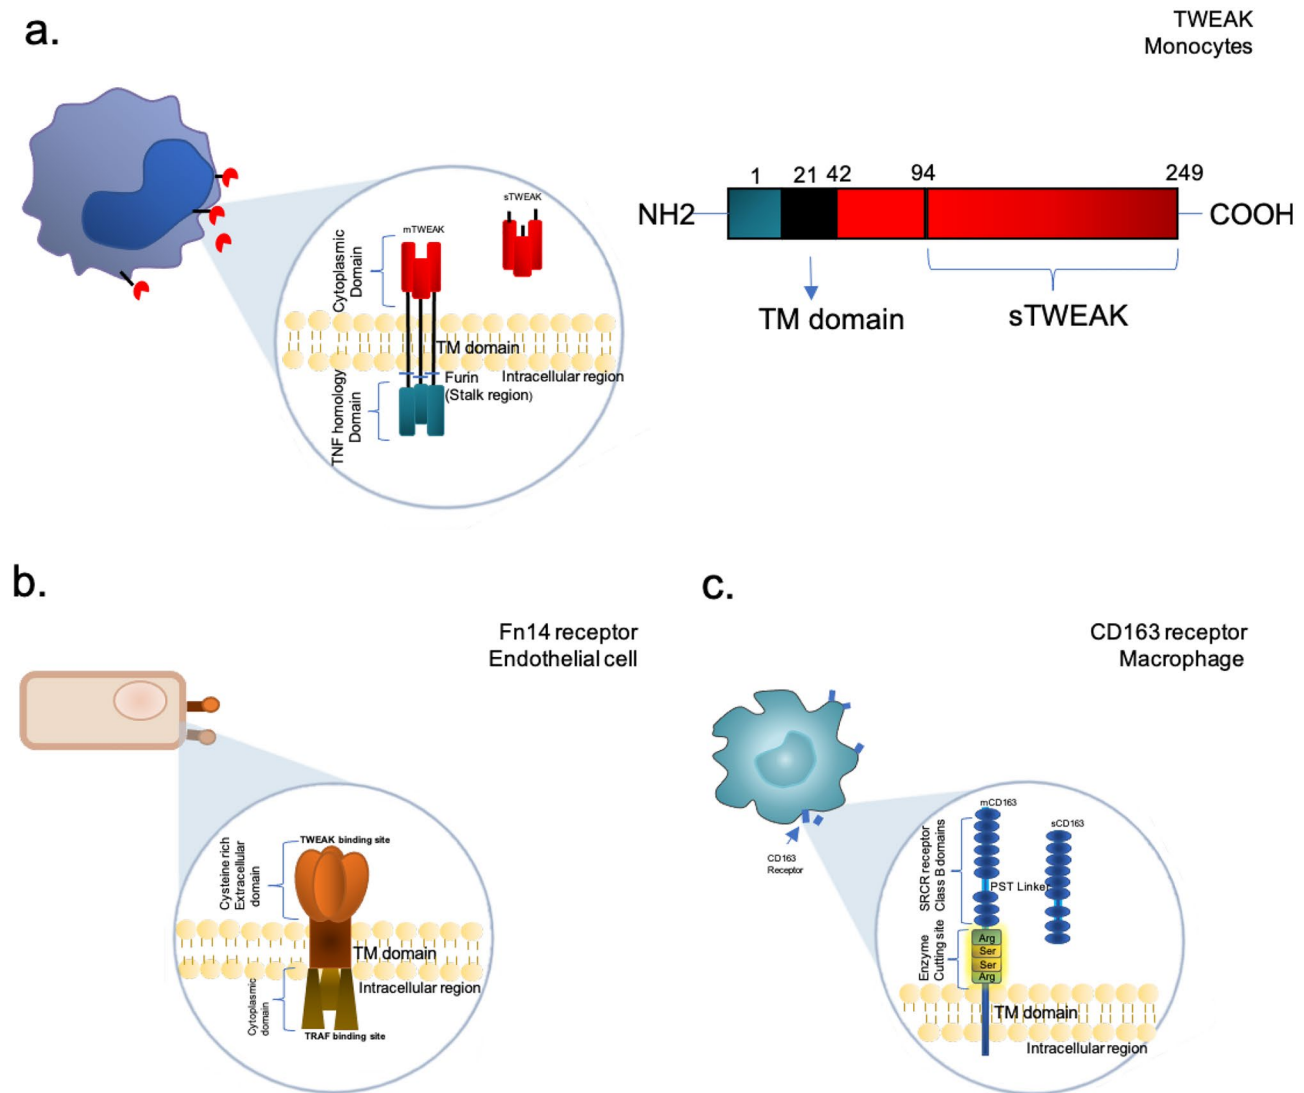 a.
TWEAK
Monocytes
sTWEAK
mTWEAK
Cytoplasmic
Domain
TM domain
Furin
(Stalk region)
Intracellular region
TNF homology
Domain
1 21 42 94 249
NH2
COOH
TM domain
sTWEAK
b.
Fn14 receptor
Endothelial cell
TWEAK binding site
Cysteine rich
Extracellular
domain
TM domain
Intracellular region
Cytoplasmic
domain
TRAF binding site
c.
CD163 receptor
Macrophage
CD163
Receptor
mCD163
sCD163
SRCR receptor
Class B domains
PST Linker
Enzyme
Cutting site
Arg
Ser
Ser
Arg
TM domain
Intracellular region